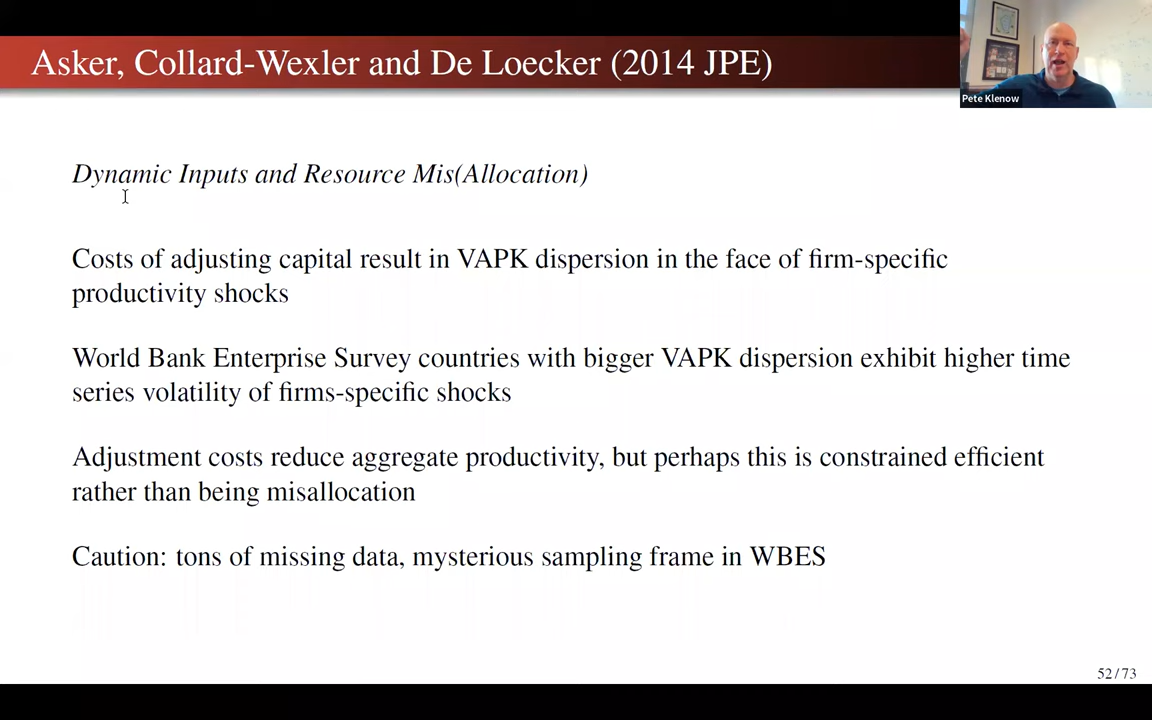 Asker, Collard-Wexler and De Loecker (2014 JPE)
Pete Klenow
Dynamic Inputs and Resource Mis(Allocation)
Costs of adjusting capital result in VAPK dispersion in the face of firm-specific
productivity shocks
World Bank Enterprise Survey countries with bigger VAPK dispersion exhibit higher time
series volatility of firms-specific shocks
Adjustment costs reduce aggregate productivity, but perhaps this is constrained efficient
rather than being misallocation
Caution: tons of missing data, mysterious sampling frame in WBES
52/73